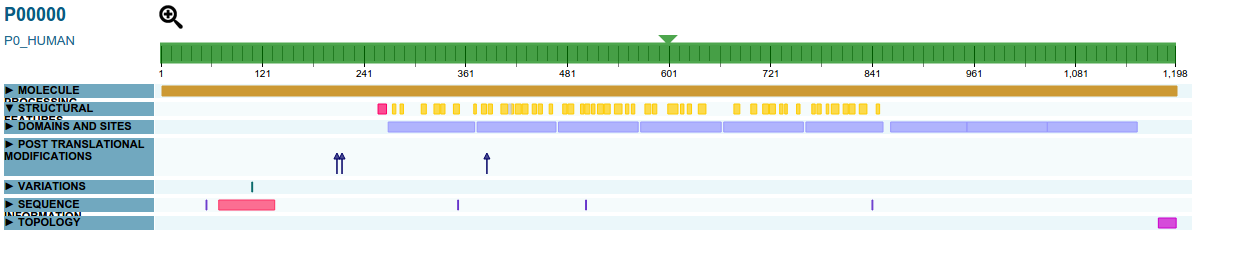 P00000
P0_HUMAN
1 121 241 361 481 601 721 841 961 1,081 1,198
► MOLECULE
PROCESSING
▼ STRUCTURAL
FEATURES
► DOMAINS AND SITES
► POST TRANSLATIONAL
MODIFICATIONS
► VARIATIONS
► SEQUENCE
INFORMATION
► TOPOLOGY